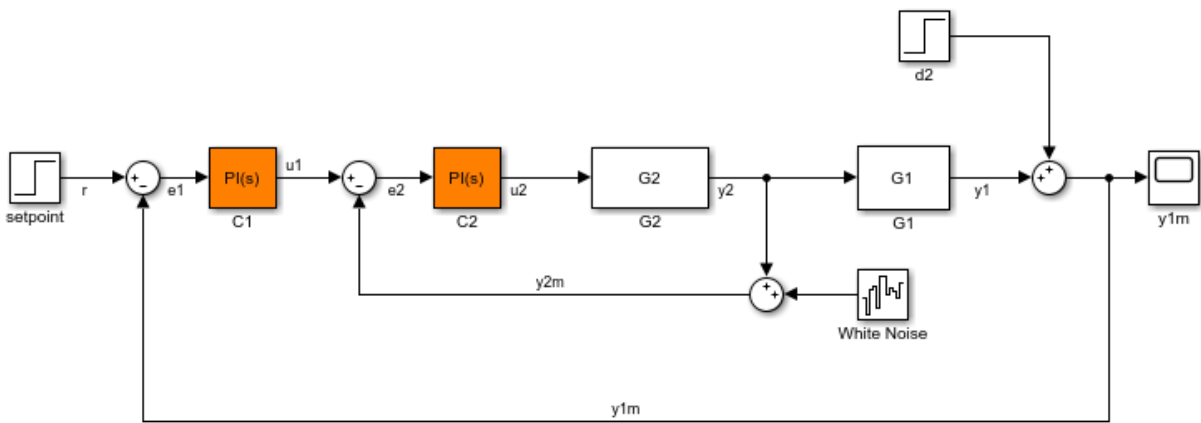 d2
setpoint
r
e1
PI(s)
C1
u1
e2
PI(s)
C2
u2
G2
G2
y2
G1
G1
y1
y1m
y2m
White Noise
y1m